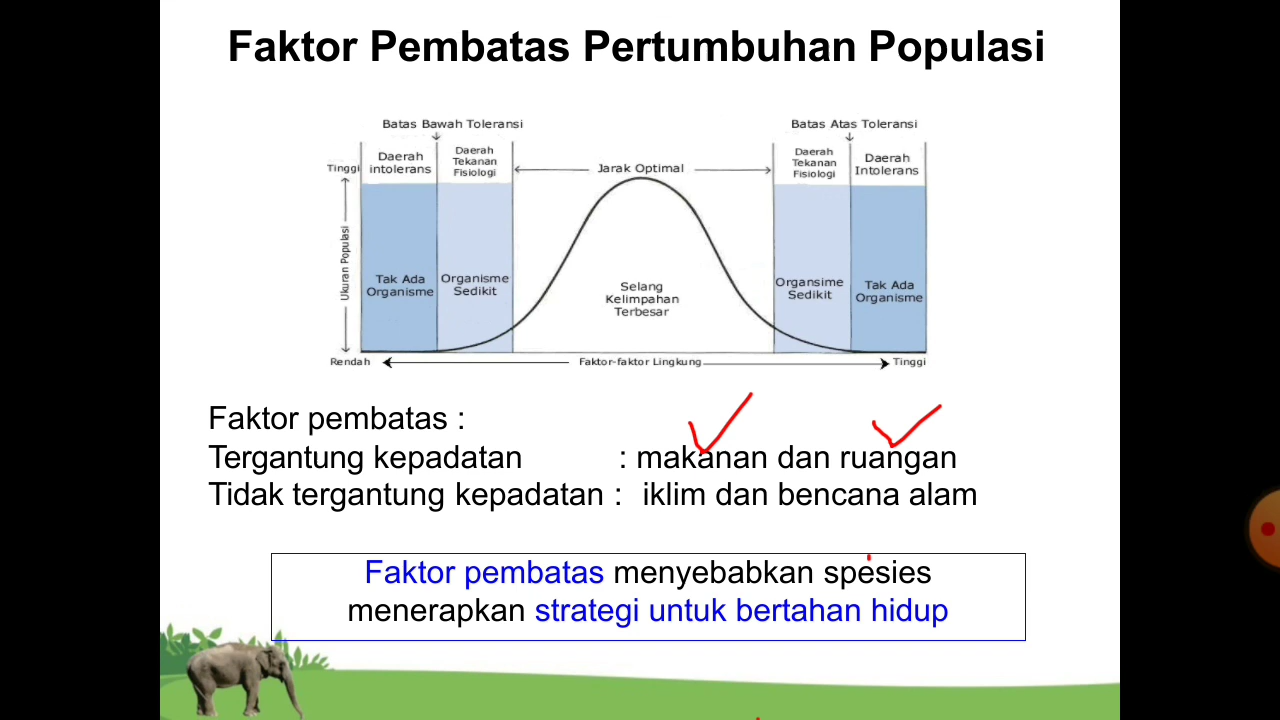 Faktor Pembatas Pertumbuhan Populasi
Batas Bawah Toleransi
Batas Atas Toleransi
Tinggi
Daerah
intolerans
Daerah
Tekanan
Fisiologi
Jarak Optimal
Daerah
Tekanan
Fisiologi
Daerah
Intolerans
Ukuran Populasi
Tak Ada
Organisme
Organisme
Sedikit
Selang
Kelimpahan
Terbesar
Organsime
Sedikit
Tak Ada
Organisme
Rendah
Faktor-faktor Lingkung
Tinggi
Faktor pembatas :
Tergantung kepadatan : makanan dan ruangan
Tidak tergantung kepadatan : iklim dan bencana alam
Faktor pembatas menyebabkan spesies
menerapkan strategi untuk bertahan hidup